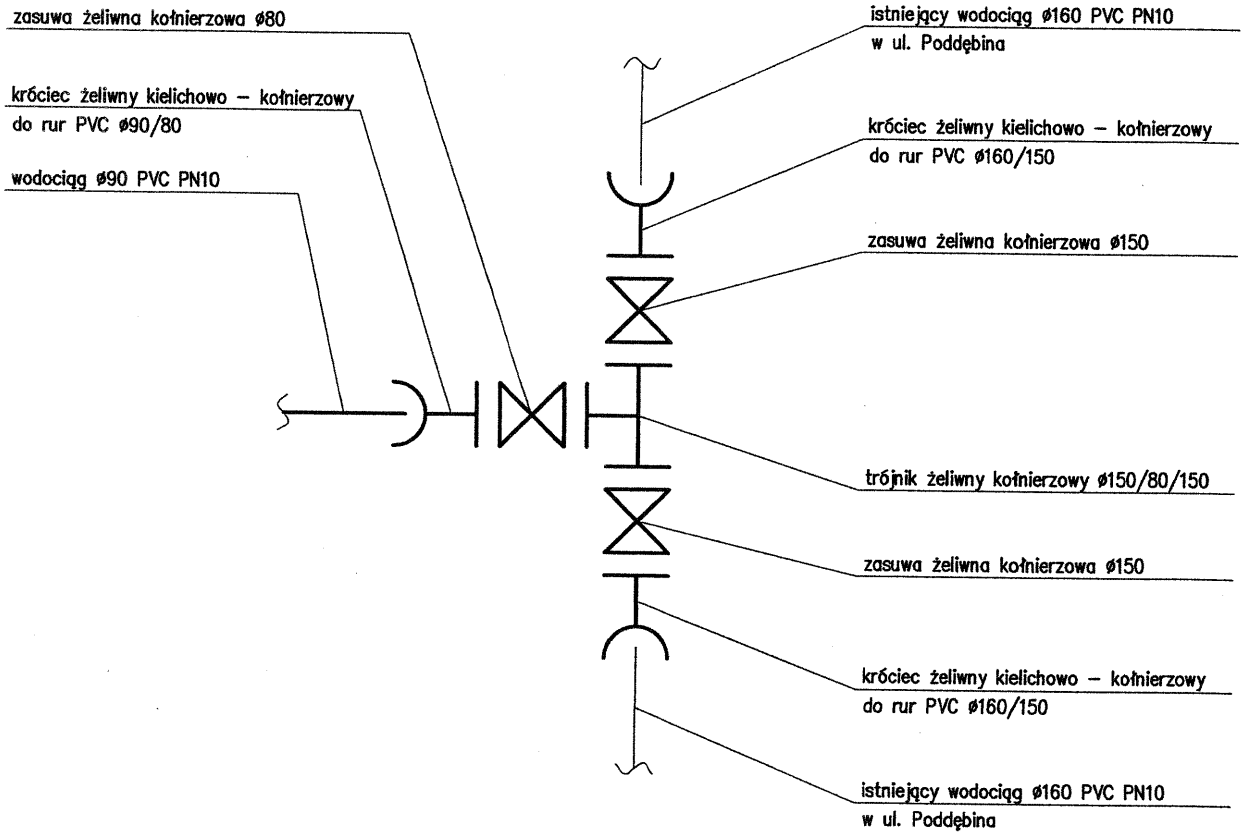 zasuwa żeliwna kołnierzowa ø80
króciec żeliwny kielichowo – kołnierzowy
do rur PVC ø90/80
wodociąg ø90 PVC PN10
istniejący wodociąg ø160 PVC PN10
w ul. Poddębina
króciec żeliwny kielichowo – kołnierzowy
do rur PVC ø160/150
zasuwa żeliwna kołnierzowa ø150
trójnik żeliwny kołnierzowy ø150/80/150
zasuwa żeliwna kołnierzowa ø150
króciec żeliwny kielichowo – kołnierzowy
do rur PVC ø160/150
istniejący wodociąg ø160 PVC PN10
w ul. Poddębina